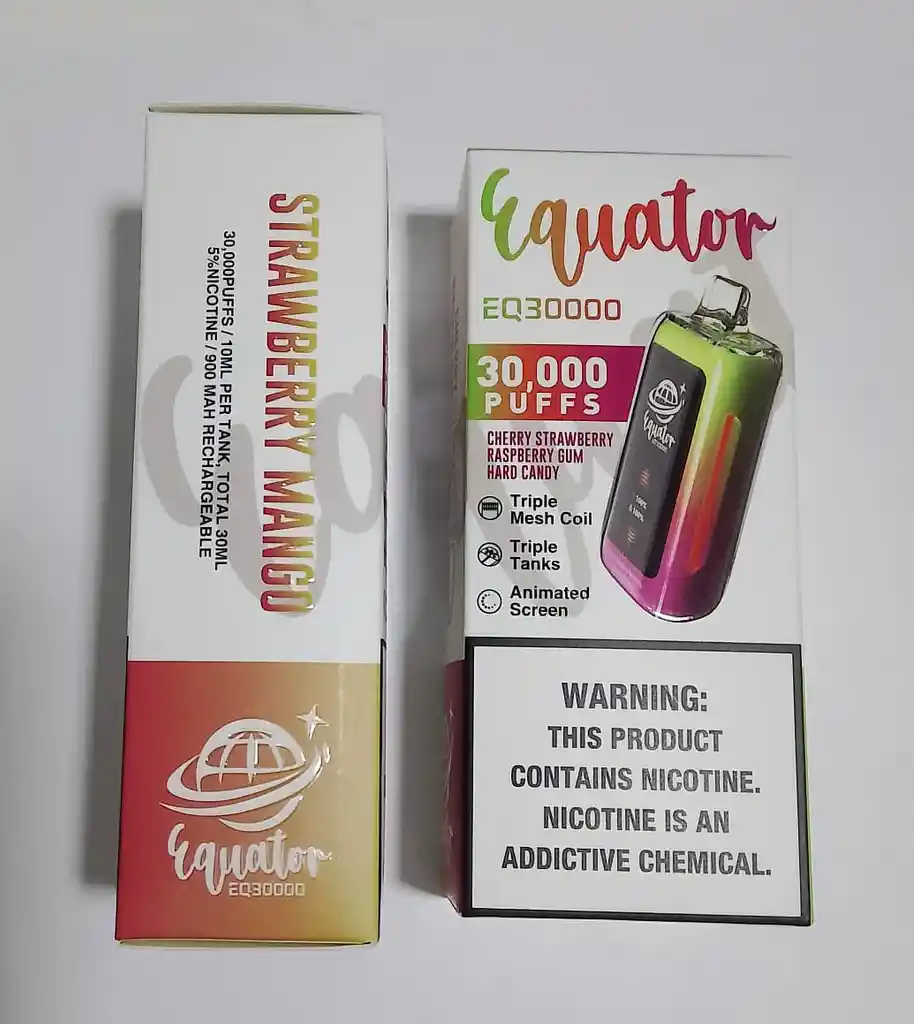 STRAWBERRY MANGO
30,000PUFFS / 10ML PER TANK, TOTAL 30ML
5%NICOTINE / 900 MAH RECHARGEABLE
Equator
EQ30000
Equator
EQ30000
30,000
PUFFS
CHERRY STRAWBERRY
RASPBERRY GUM
HARD CANDY
Triple
Mesh Coil
Triple
Tanks
Animated
Screen
Equator
WARNING:
THIS PRODUCT
CONTAINS NICOTINE.
NICOTINE IS AN
ADDICTIVE CHEMICAL.